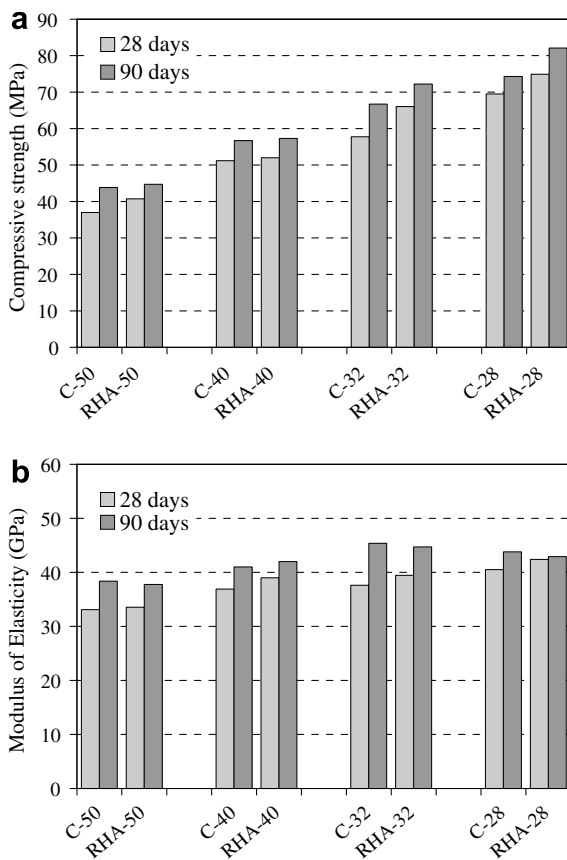 a
Compressive strength (MPa)
90
80
70
60
50
40
30
20
10
0
28 days
90 days
C-50
RHA-50
C-40
RHA-40
C-32
RHA-32
C-28
RHA-28
b
Modulus of Elasticity (GPa)
60
50
40
30
20
10
0
28 days
90 days
C-50
RHA-50
C-40
RHA-40
C-32
RHA-32
C-28
RHA-28